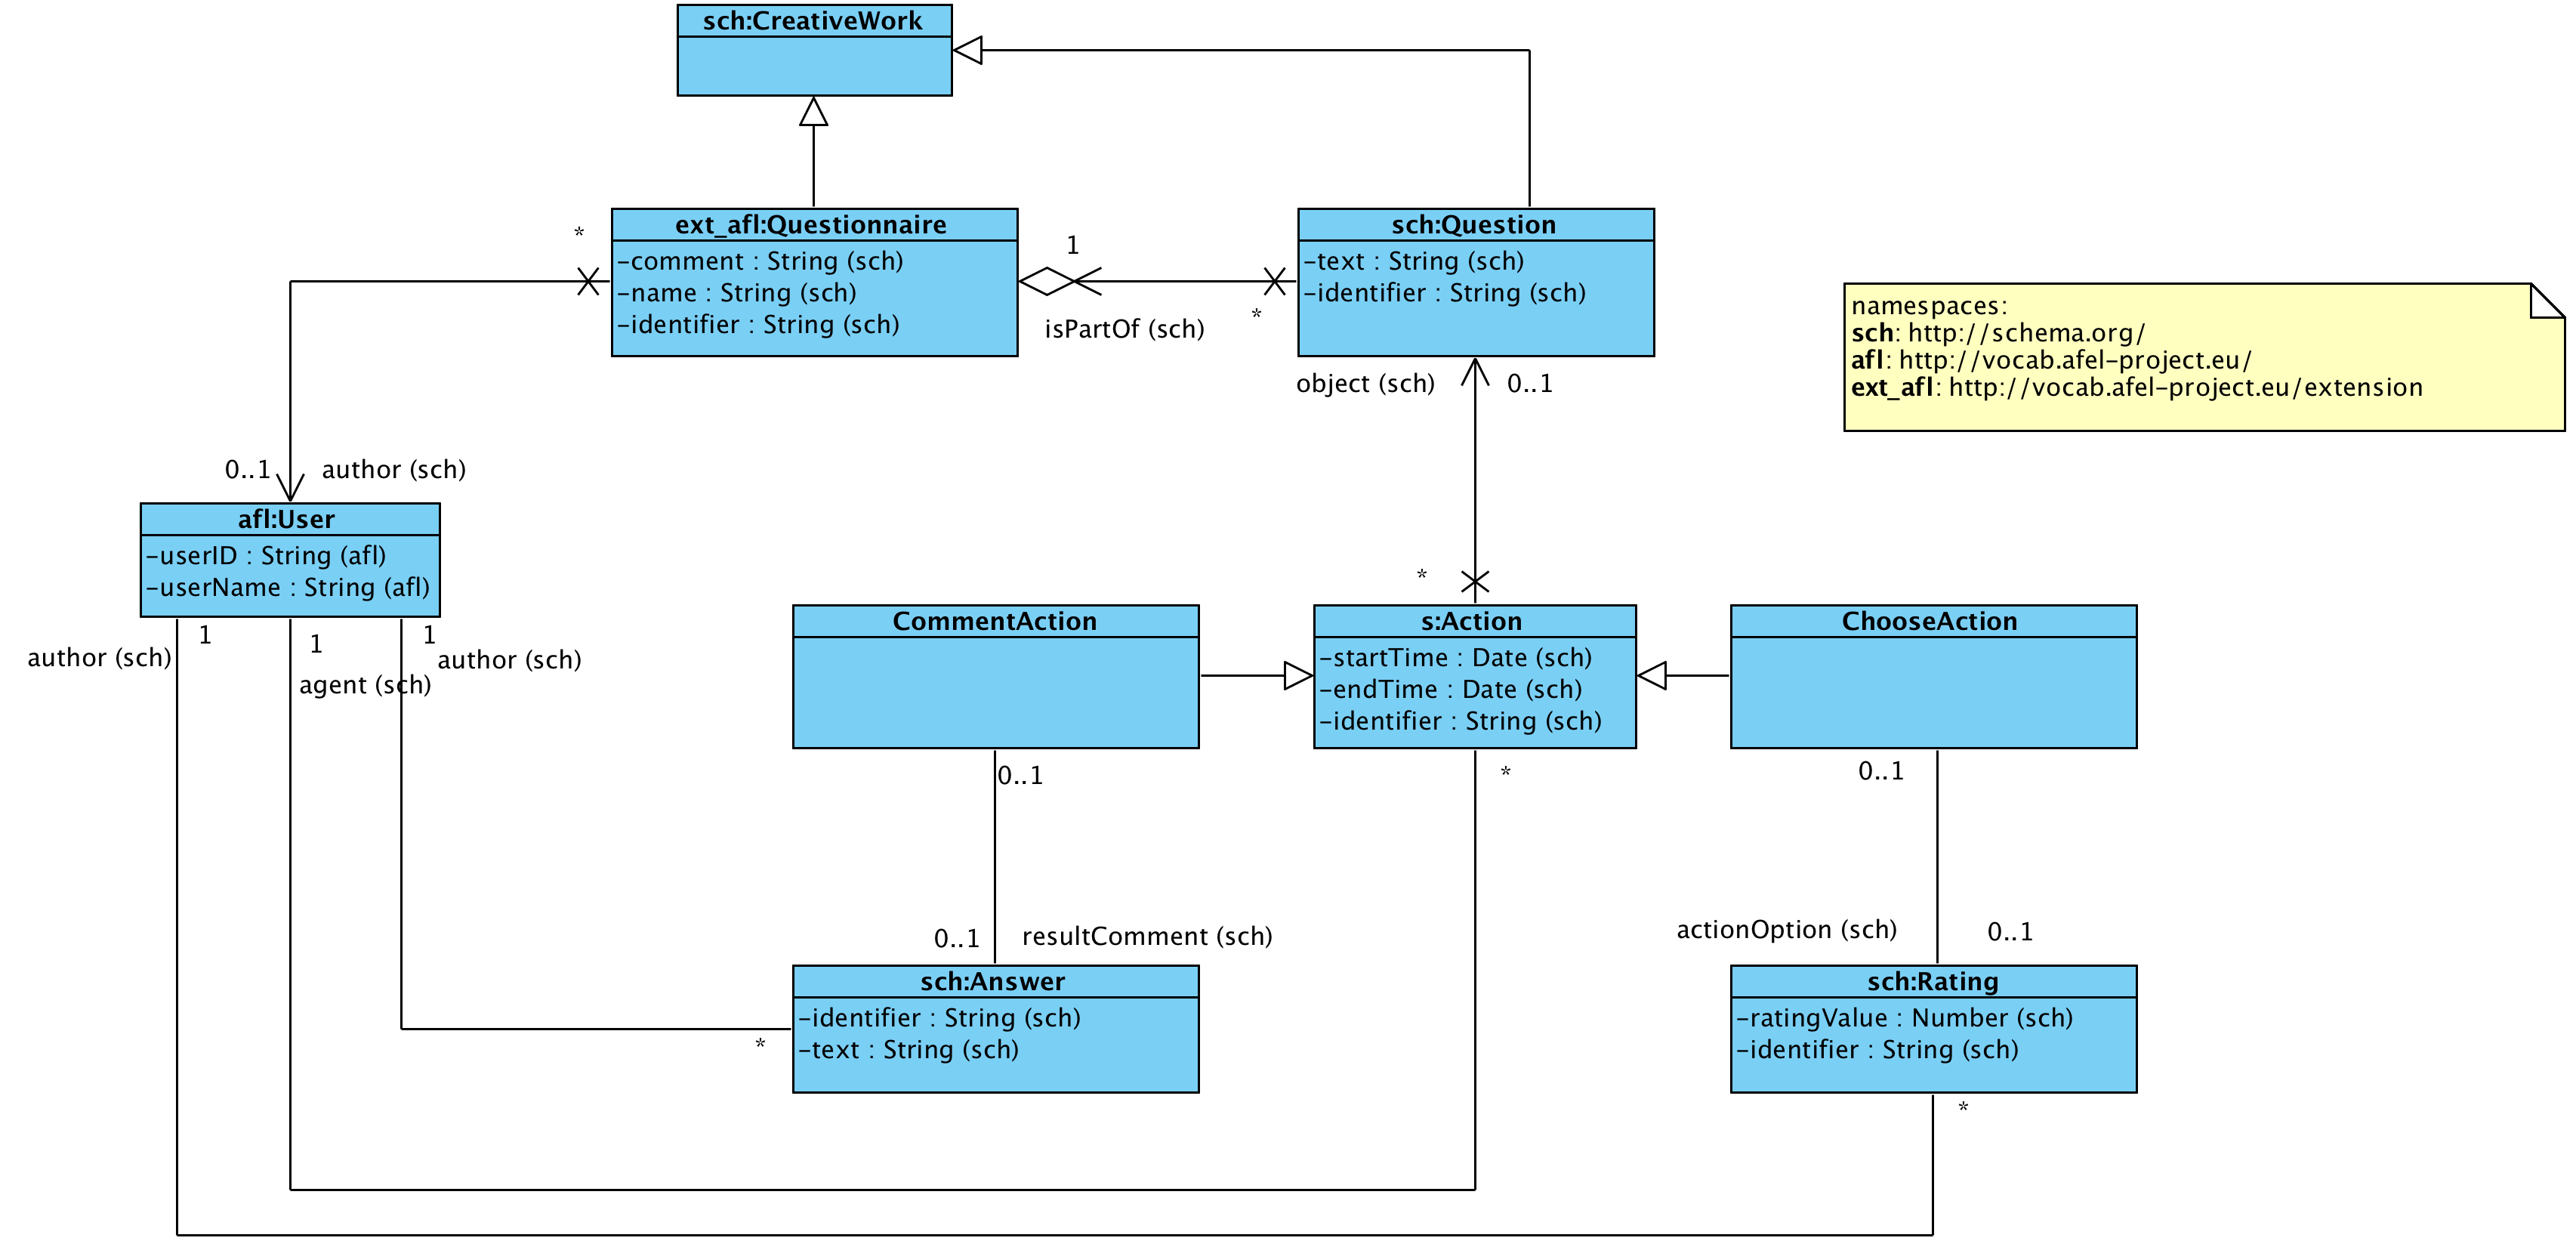 sch:CreativeWork
ext_afl:Questionnaire
-comment : String (sch)
-name : String (sch)
-identifier : String (sch)
*
1
isPartOf (sch)
*
sch:Question
-text : String (sch)
-identifier : String (sch)
object (sch)
0..1
namespaces:
sch: http://schema.org/
afl: http://vocab.afel-project.eu/
ext_afl: http://vocab.afel-project.eu/extension
0..1
author (sch)
afl:User
-userID : String (afl)
-userName : String (afl)
1
author (sch)
1
agent (sch)
1
author (sch)
CommentAction
*
s:Action
-startTime : Date (sch)
-endTime : Date (sch)
-identifier : String (sch)
*
ChooseAction
0..1
0..1
0..1
resultComment (sch)
actionOption (sch)
0..1
sch:Answer
-identifier : String (sch)
-text : String (sch)
*
sch:Rating
-ratingValue : Number (sch)
-identifier : String (sch)
*